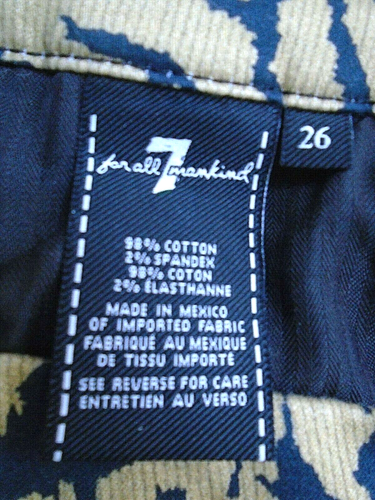 7
for all mankind
26
98% COTTON
2% SPANDEX
98% COTON
2% ÉLASTHANNE
MADE IN MEXICO
OF IMPORTED FABRIC
FABRIQUÉ AU MEXIQUE
DE TISSU IMPORTÉ
SEE REVERSE FOR CARE
ENTRETIEN AU VERSO